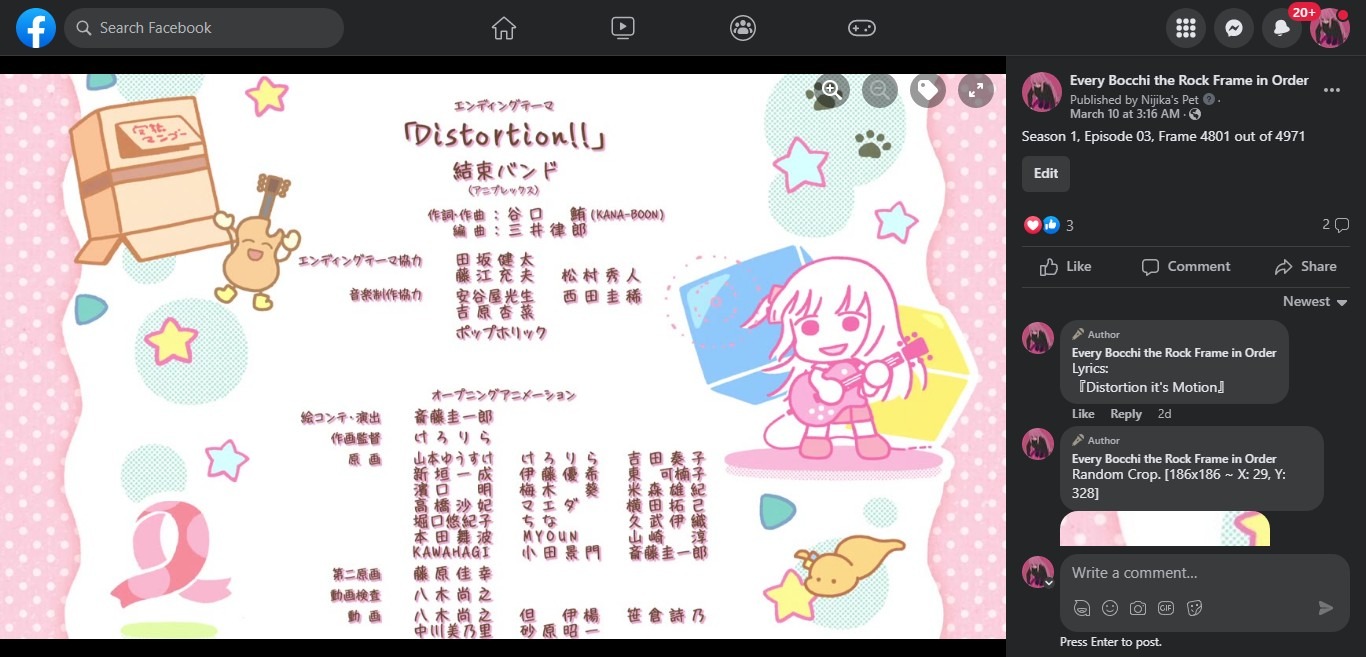 Search Facebook
20+
完熟
マンゴー
エンディングテーマ
「Distortion!!」
結束バンド
(アニプレックス)
作詞・作曲：谷口　鮪(KANA-BOON)
編曲：三井律郎
エンディングテーマ協力　田坂健太
藤江充夫　松村秀人
音楽制作協力　安谷屋光生　西田圭稀
吉原杏菜
ポップホリック
オープニングアニメーション
絵コンテ・演出　斎藤圭一郎
作画監督　けろりら
原画　山本ゆうすけ　けろりら　吉田奏子
新垣一成　伊藤優希　東　可楠子
濱口　明　梅木　葵　米森雄紀
高橋沙妃　マエダ　横田拓己
堀口悠紀子　ちな　久武伊織
本田舞波　MYOUN　山崎　淳
KAWAHAGI　小田景門　斎藤圭一郎
第二原画　藤原佳幸
動画検査　八木尚之
動画　八木尚之　但　伊楊　笹倉詩乃
中川美乃里　砂原昭一
Every Bocchi the Rock Frame in Order
Published by Nijika's Pet ·
March 10 at 3:16 AM ·
Season 1, Episode 03, Frame 4801 out of 4971
Edit
3
2
Like Comment Share
Newest
Author
Every Bocchi the Rock Frame in Order
Lyrics:
『Distortion it's Motion』
Like Reply 2d
Author
Every Bocchi the Rock Frame in Order
Random Crop. [186x186 ~ X: 29, Y:
328]
Write a comment...
GIF
Press Enter to post.